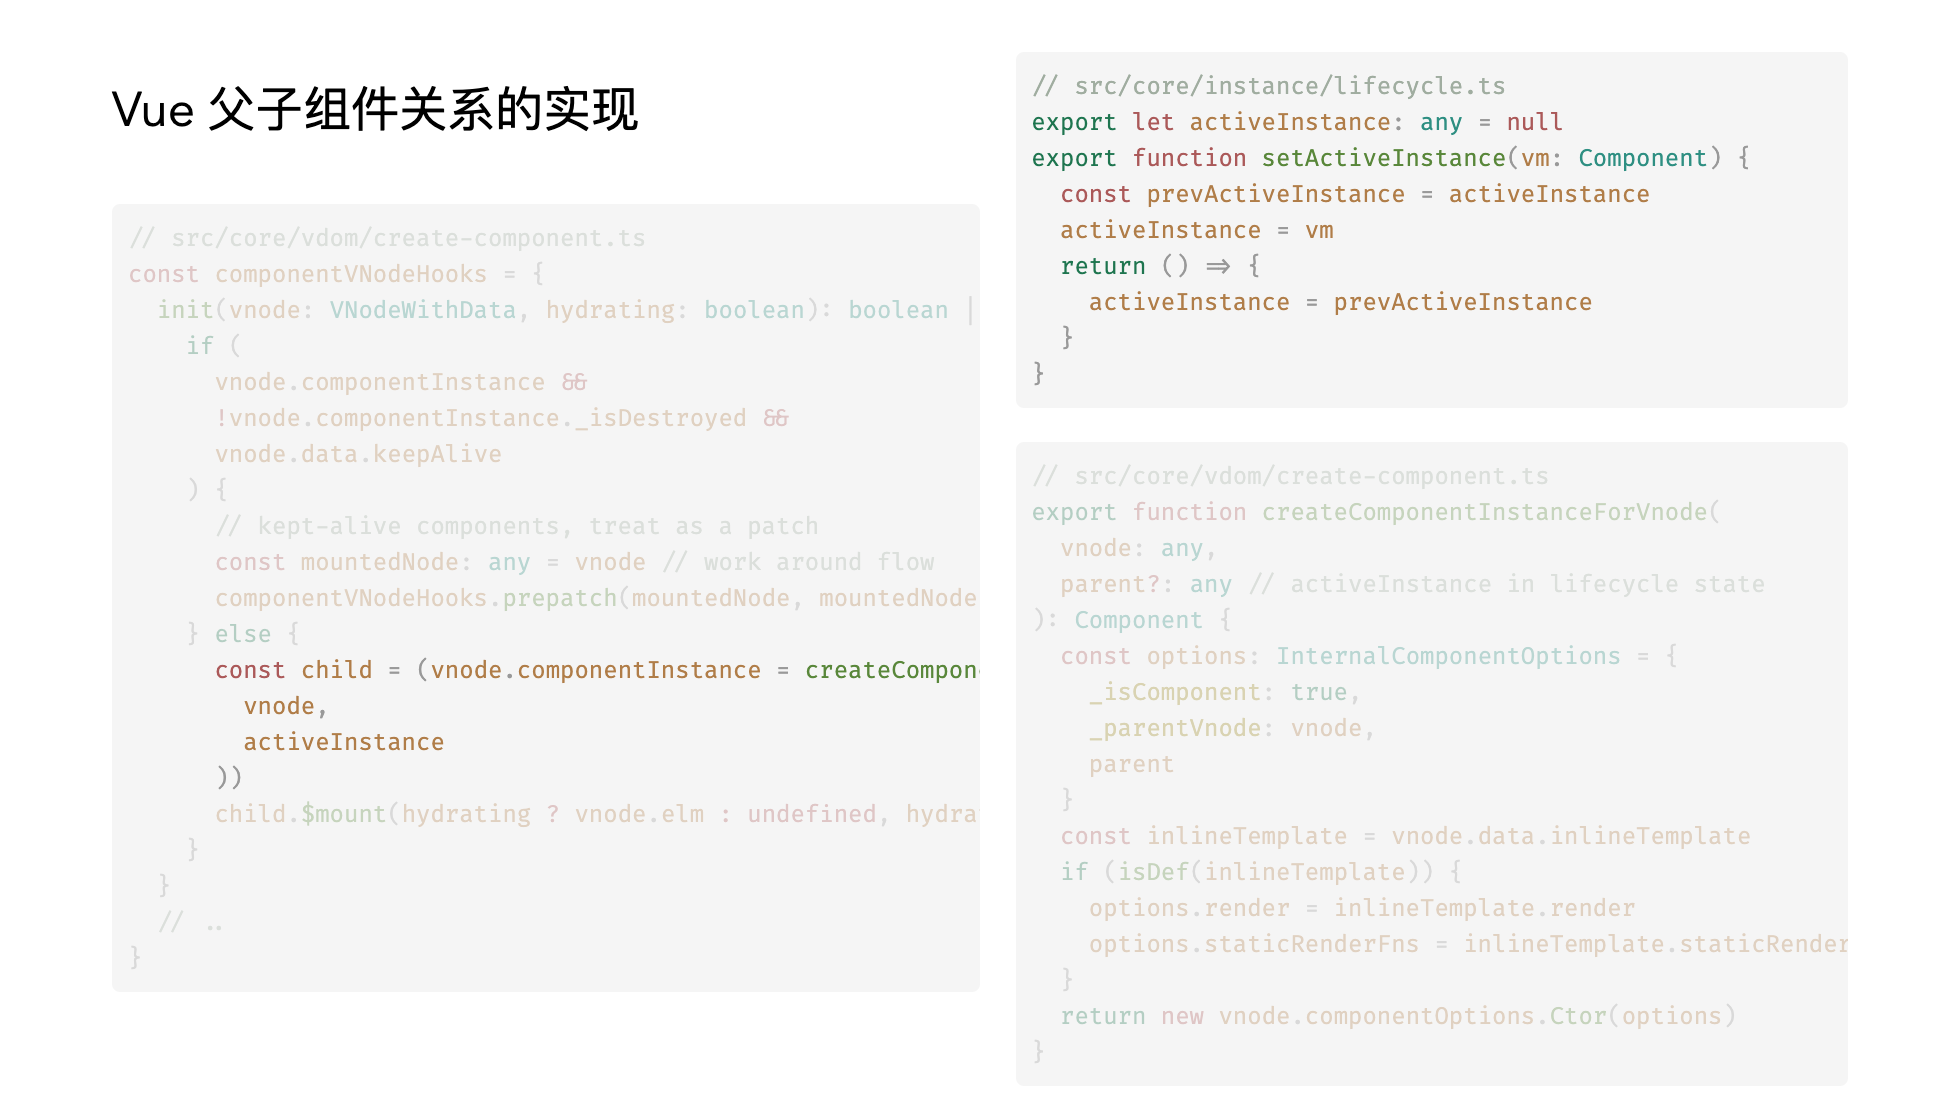 Vue 父子组件关系的实现
// src/core/vdom/create-component.ts
const componentVNodeHooks = {
  init(vnode: VNodeWithData, hydrating: boolean): boolean |
    if (
      vnode.componentInstance &&
      !vnode.componentInstance._isDestroyed &&
      vnode.data.keepAlive
    ) {
      // kept-alive components, treat as a patch
      const mountedNode: any = vnode // work around flow
      componentVNodeHooks.prepatch(mountedNode, mountedNode
    } else {
      const child = (vnode.componentInstance = createCompon
        vnode,
        activeInstance
      ))
      child.$mount(hydrating ? vnode.elm : undefined, hydra
    }
  }
  // ..
}
// src/core/instance/lifecycle.ts
export let activeInstance: any = null
export function setActiveInstance(vm: Component) {
  const prevActiveInstance = activeInstance
  activeInstance = vm
  return () => {
    activeInstance = prevActiveInstance
  }
}
// src/core/vdom/create-component.ts
export function createComponentInstanceForVnode(
  vnode: any,
  parent?: any // activeInstance in lifecycle state
): Component {
  const options: InternalComponentOptions = {
    _isComponent: true,
    _parentVnode: vnode,
    parent
  }
  const inlineTemplate = vnode.data.inlineTemplate
  if (isDef(inlineTemplate)) {
    options.render = inlineTemplate.render
    options.staticRenderFns = inlineTemplate.staticRender
  }
  return new vnode.componentOptions.Ctor(options)
}